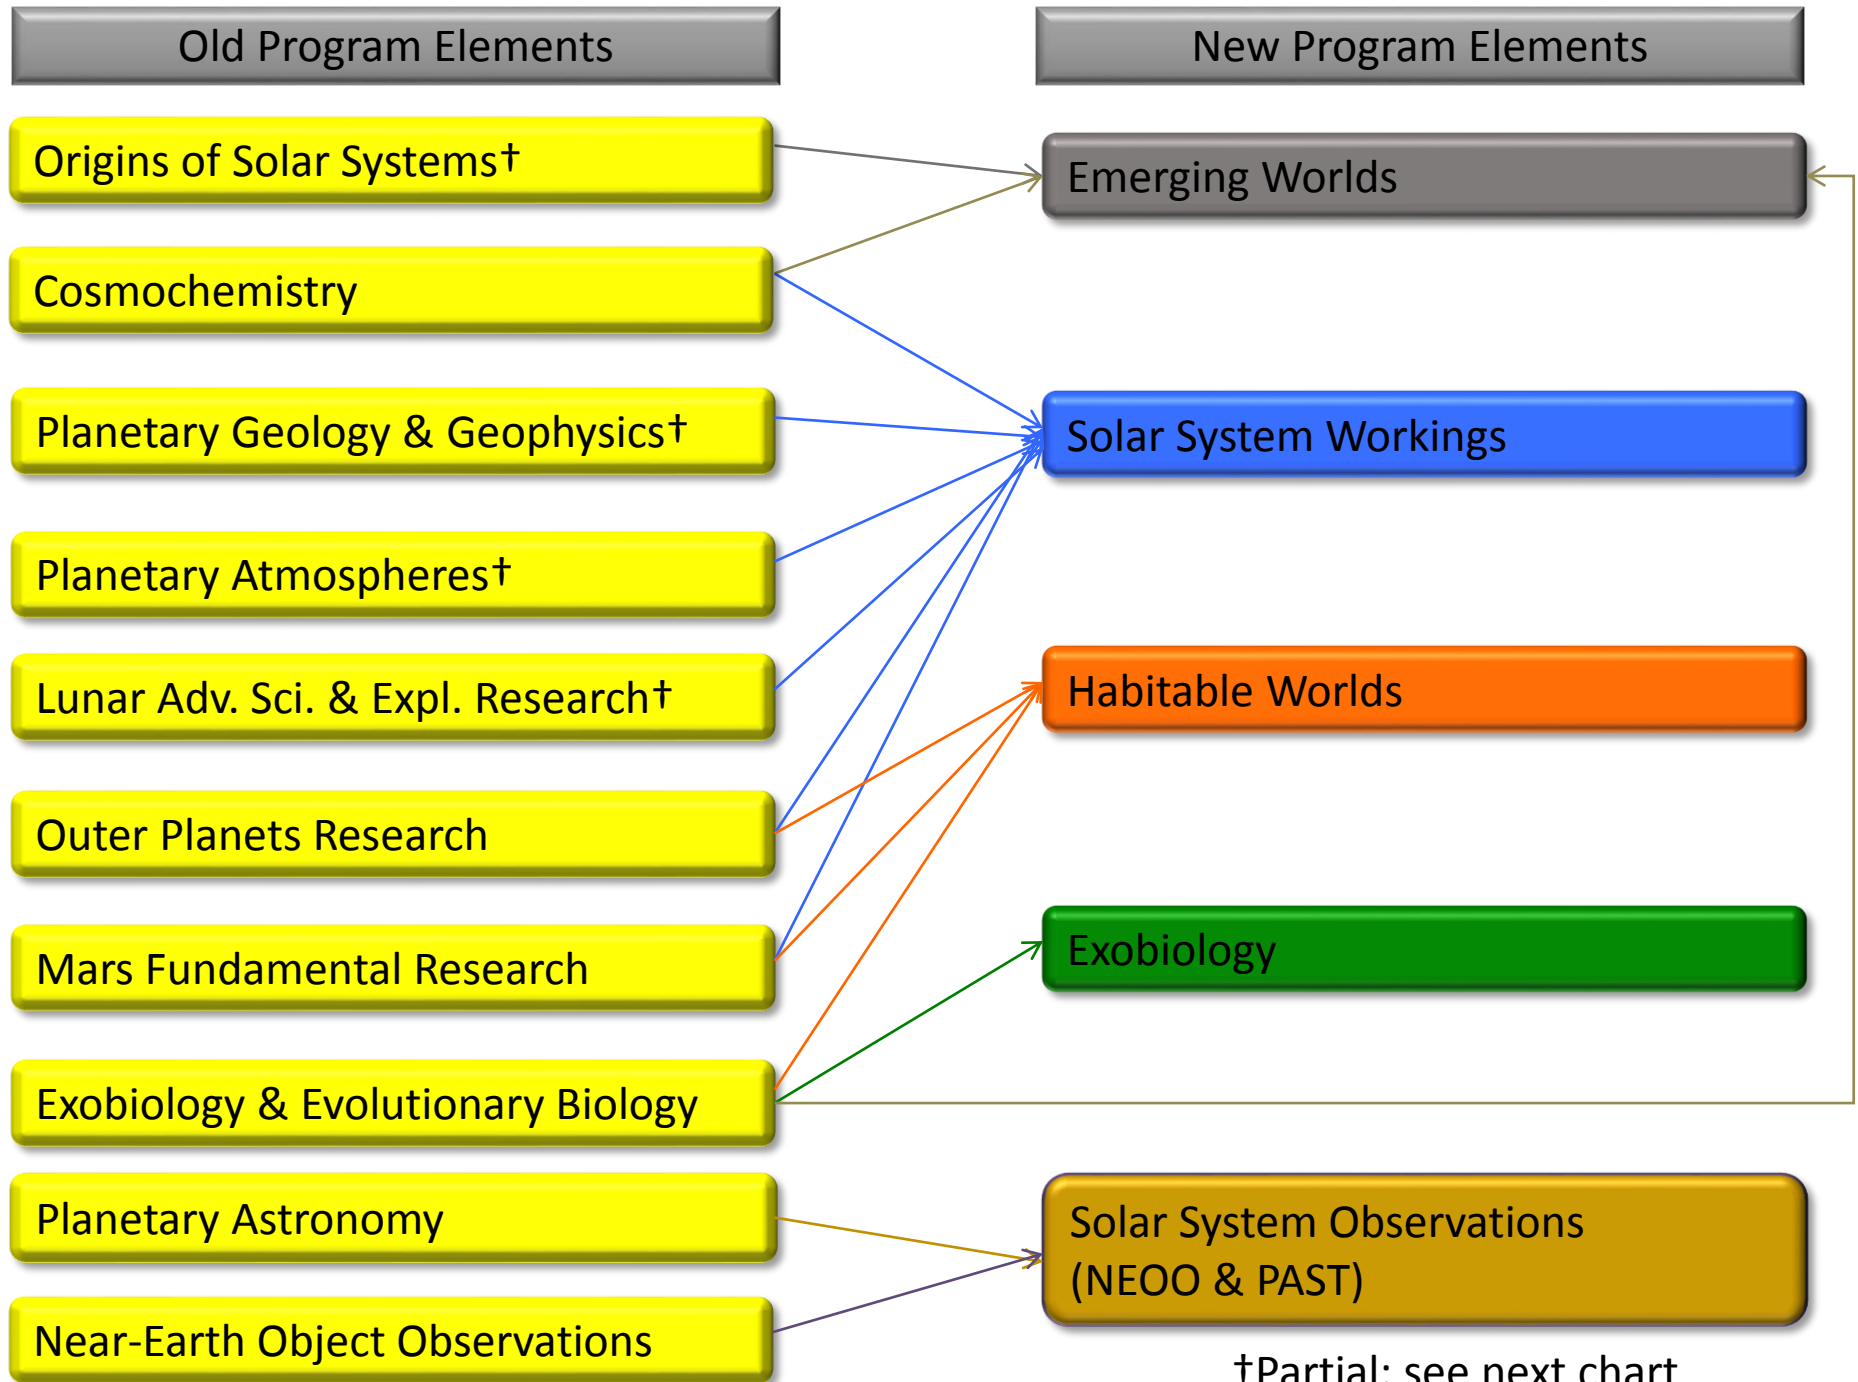 Old Program Elements
New Program Elements
Origins of Solar Systems†
Cosmochemistry
Planetary Geology & Geophysics†
Planetary Atmospheres†
Lunar Adv. Sci. & Expl. Research†
Outer Planets Research
Mars Fundamental Research
Exobiology & Evolutionary Biology
Planetary Astronomy
Near-Earth Object Observations
Emerging Worlds
Solar System Workings
Habitable Worlds
Exobiology
Solar System Observations
(NEOO & PAST)
†Partial: see next chart